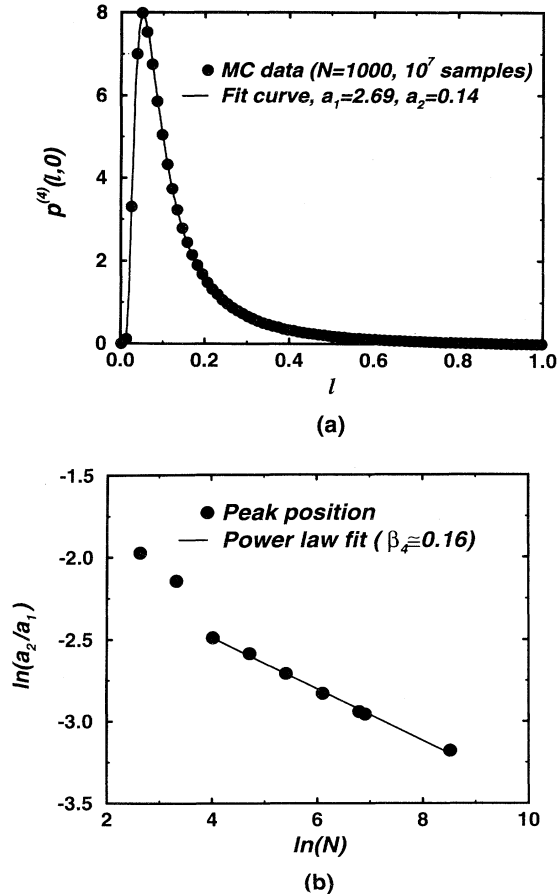 8
6
4
2
0
p^(4)(l,0)
MC data (N=1000, 10^7 samples)
Fit curve, a_1=2.69, a_2=0.14
0.0 0.2 0.4 0.6 0.8 1.0
l
(a)
-1.5
-2.0
-2.5
-3.0
-3.5
ln(a_2/a_1)
Peak position
Power law fit ( β_4≅0.16)
2 4 6 8 10
ln(N)
(b)